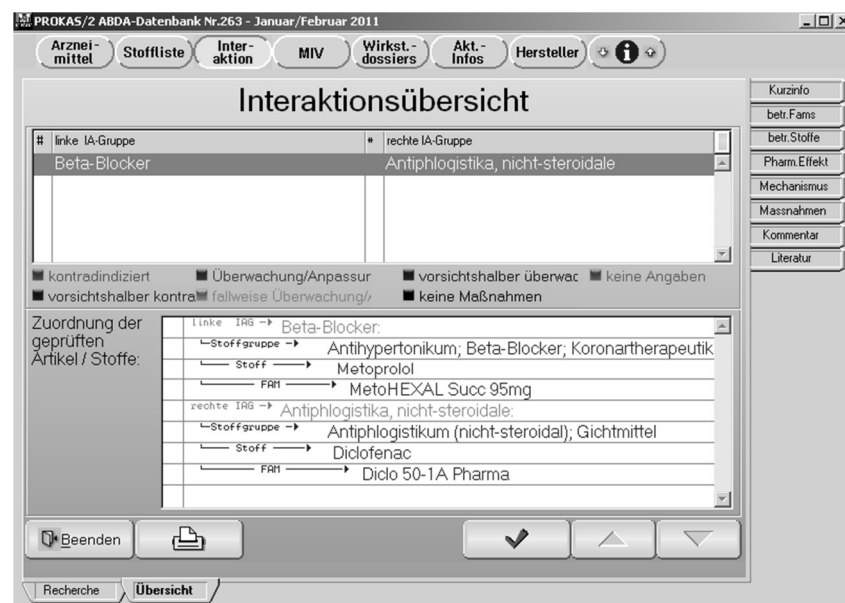 PROKAS/2 ABDA-Datenbank Nr.263 - Januar/Februar 2011
Arznei-
mittel
Stoffliste
Inter-
aktion
MIV
Wirkst.-
dossiers
Akt.-
Infos
Hersteller
Interaktionsübersicht
Kurzinfo
betr.Fams
betr.Stoffe
Pharm.Effekt
Mechanismus
Massnahmen
Kommentar
Literatur
# linke IA-Gruppe # rechte IA-Gruppe
Beta-Blocker Antiphlogistika, nicht-steroidale
kontradindiziert Überwachung/Anpassur vorsichtshalber überwac keine Angaben
vorsichtshalber kontra fallweise Überwachung/ keine Maßnahmen
Zuordnung der
geprüften
Artikel / Stoffe:
linke IAG → Beta-Blocker:
Stoffgruppe → Antihypertonikum; Beta-Blocker; Koronartherapeutik
Stoff → Metoprolol
FAM → MetoHEXAL Succ 95mg
rechte IAG → Antiphlogistika, nicht-steroidale:
Stoffgruppe → Antiphlogistikum (nicht-steroidal); Gichtmittel
Stoff → Diclofenac
FAM → Diclo 50-1A Pharma
Beenden
Recherche Übersicht